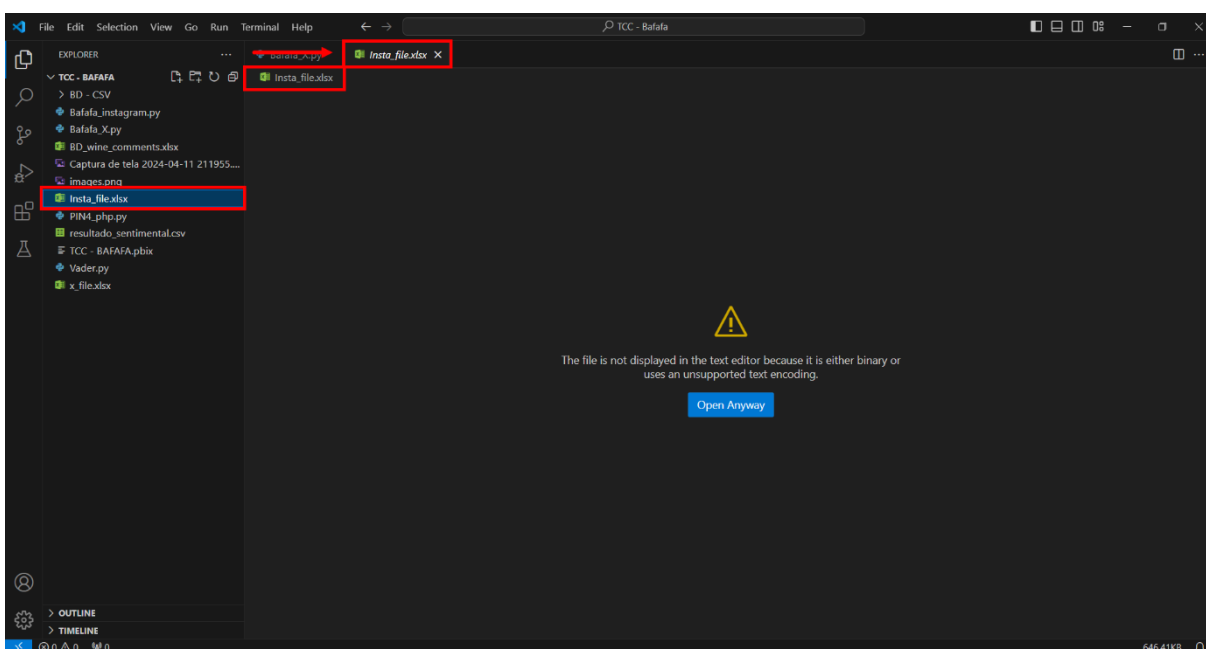 File Edit Selection View Go Run Terminal Help
TCC - Bafafa
EXPLORER
Bafafa_X.py
Insta_file.xlsx
TCC - BAFAFA
Insta_file.xlsx
BD - CSV
Bafafa_instagram.py
Bafafa_X.py
BD_wine_comments.xlsx
Captura de tela 2024-04-11 211955....
images.png
Insta_file.xlsx
PIN4_php.py
resultado_sentimental.csv
TCC - BAFAFA.pbix
Vader.py
x_file.xlsx
The file is not displayed in the text editor because it is either binary or
uses an unsupported text encoding.
Open Anyway
OUTLINE
TIMELINE
0 0 0
646.41KB